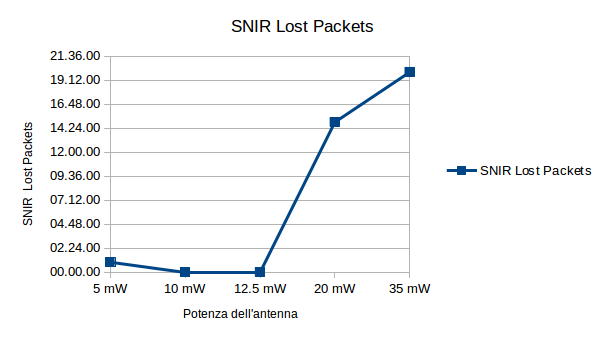 SNIR Lost Packets
21.36.00
19.12.00
16.48.00
14.24.00
12.00.00
09.36.00
07.12.00
04.48.00
02.24.00
00.00.00
SNIR  Lost Packets
5 mW
10 mW
12.5 mW
20 mW
35 mW
Potenza dell'antenna
SNIR Lost Packets